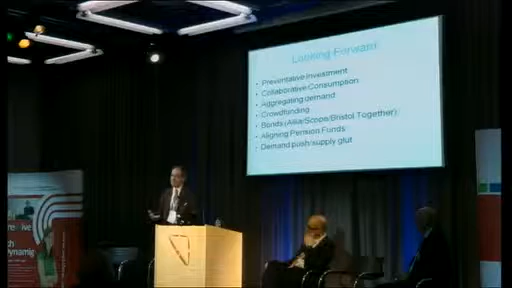 Looking Forward
• Preventative Investment
• Collaborative Consumption
• Aggregating demand
• Crowdfunding
• Bonds (Allia/Scope/Bristol Together)
• Aligning Pension Funds
• Demand push/supply glut
Dynamic